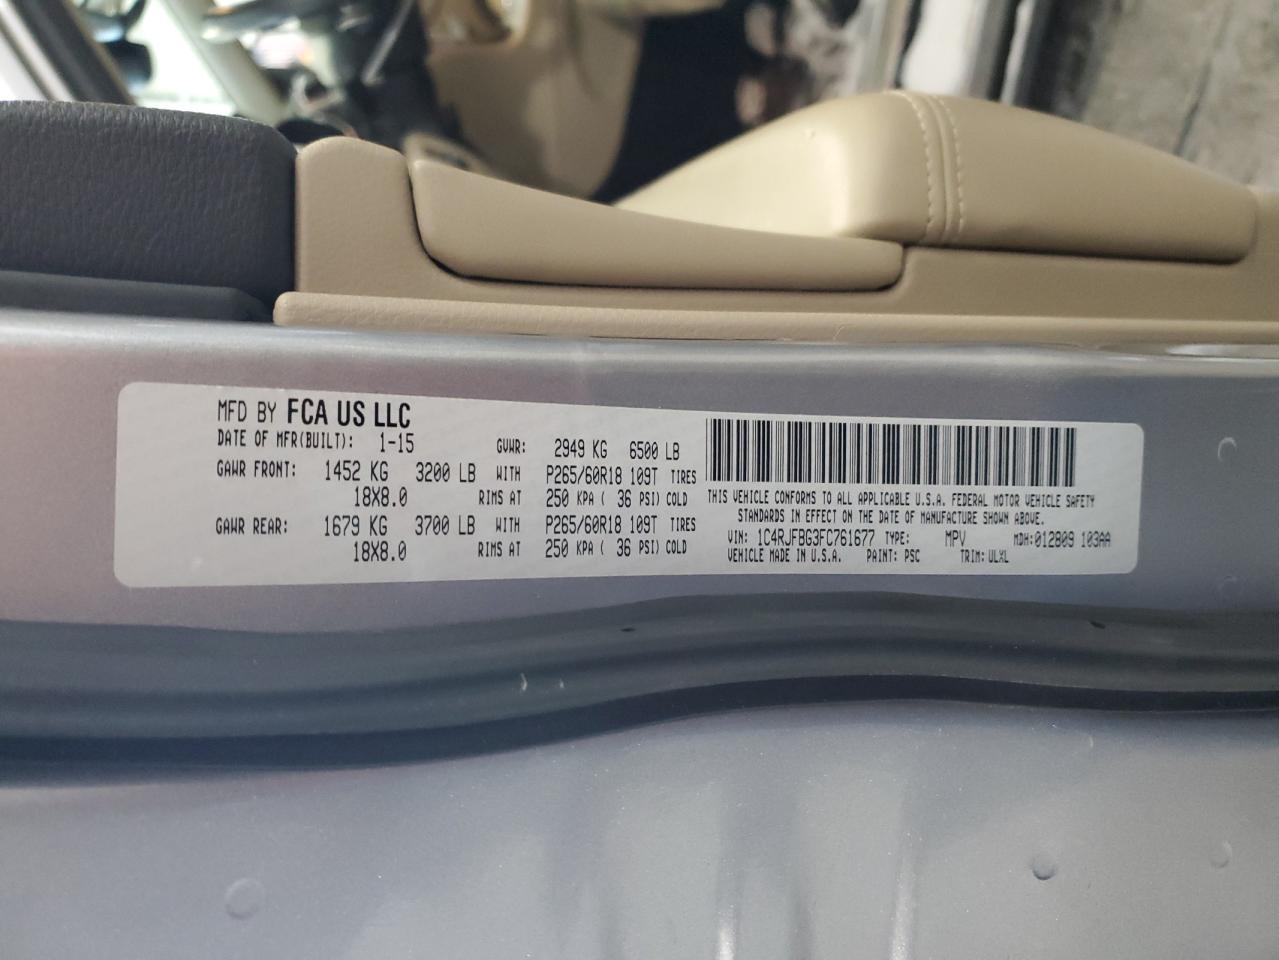 MFD BY FCA US LLC
DATE OF MFR(BUILT): 1-15 GVWR: 2949 KG 6500 LB
GAWR FRONT: 1452 KG 3200 LB WITH P265/60R18 109T TIRES
18X8.0 RIMS AT 250 KPA ( 36 PSI) COLD
GAWR REAR: 1679 KG 3700 LB WITH P265/60R18 109T TIRES
18X8.0 RIMS AT 250 KPA ( 36 PSI) COLD
THIS VEHICLE CONFORMS TO ALL APPLICABLE U.S.A. FEDERAL MOTOR VEHICLE SAFETY
STANDARDS IN EFFECT ON THE DATE OF MANUFACTURE SHOWN ABOVE.
VIN: 1C4RJFBG3FC761677 TYPE: MPV MDH:012809 103AA
VEHICLE MADE IN U.S.A. PAINT: PSC TRIM: ULXL